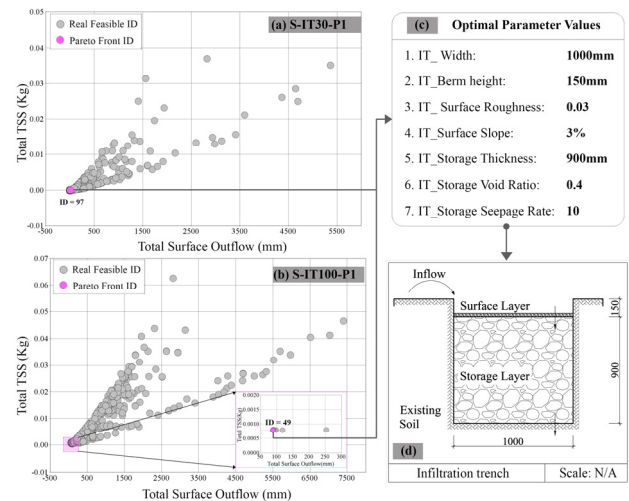 (a) S-IT30-P1
Real Feasible ID
Pareto Front ID
Total TSS (Kg)
0.05
0.04
0.03
0.02
0.01
0.00
-0.01
ID = 97
-500
500
1500
2500
3500
4500
5500
Total Surface Outflow (mm)
(b) S-IT100-P1
Real Feasible ID
Pareto Front ID
Total TSS (Kg)
0.07
0.06
0.05
0.04
0.03
0.02
0.01
0.00
-0.01
-500
500
1500
2500
3500
4500
5500
6500
7500
Total Surface Outflow (mm)
Total TSS(Kg)
0.0020
0.0015
0.0010
0.0005
0.0000
ID = 49
50
100
150
200
250
300
Total Surface Outflow(mm)
(c) Optimal Parameter Values
1. IT_ Width: 1000mm
2. IT_Berm height: 150mm
3. IT_ Surface Roughness: 0.03
4. IT_Surface Slope: 3%
5. IT_Storage Thickness: 900mm
6. IT_Storage Void Ratio: 0.4
7. IT_Storage Seepage Rate: 10
Inflow
Surface Layer
150
Storage Layer
900
Existing
Soil
1000
(d)
Infiltration trench
Scale: N/A